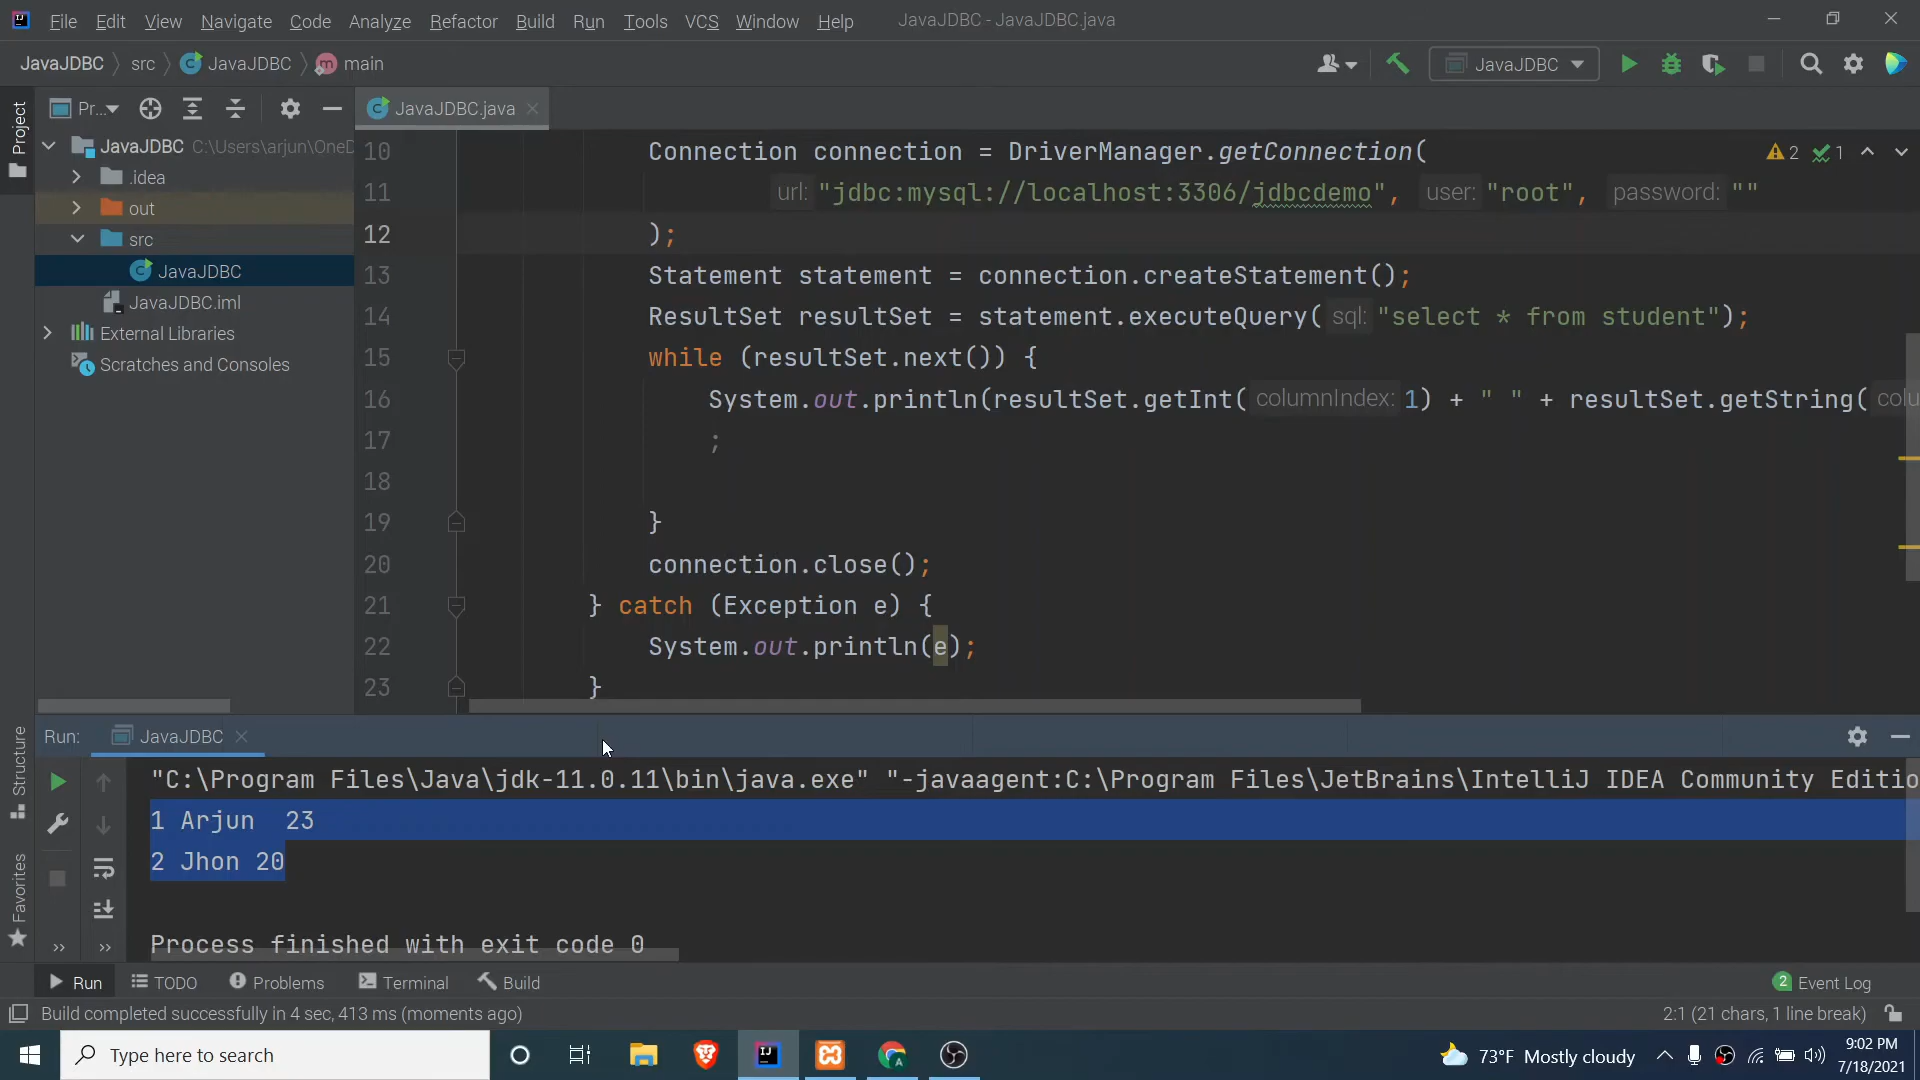 File Edit View Navigate Code Analyze Refactor Build Run Tools VCS Window Help JavaJDBC - JavaJDBC.java
JavaJDBC src JavaJDBC main JavaJDBC
Project
Pr... JavaJDBC.java
JavaJDBC C:\Users\arjun\OneD
.idea
out
src
JavaJDBC
JavaJDBC.iml
External Libraries
Scratches and Consoles
2 1
10 Connection connection = DriverManager.getConnection(
11 url: "jdbc:mysql://localhost:3306/jdbcdemo", user: "root", password: ""
12 );
13 Statement statement = connection.createStatement();
14 ResultSet resultSet = statement.executeQuery( sql: "select * from student");
15 while (resultSet.next()) {
16 System.out.println(resultSet.getInt( columnIndex: 1) + " " + resultSet.getString( colu
17 ;
18
19 }
20 connection.close();
21 } catch (Exception e) {
22 System.out.println(e);
23 }
Structure
Favorites
Run: JavaJDBC
"C:\Program Files\Java\jdk-11.0.11\bin\java.exe" "-javaagent:C:\Program Files\JetBrains\IntelliJ IDEA Community Editio
1 Arjun  23
2 Jhon 20
Process finished with exit code 0
Run TODO Problems Terminal Build 2 Event Log
Build completed successfully in 4 sec, 413 ms (moments ago) 2:1 (21 chars, 1 line break)
Type here to search 73°F Mostly cloudy 9:02 PM
7/18/2021